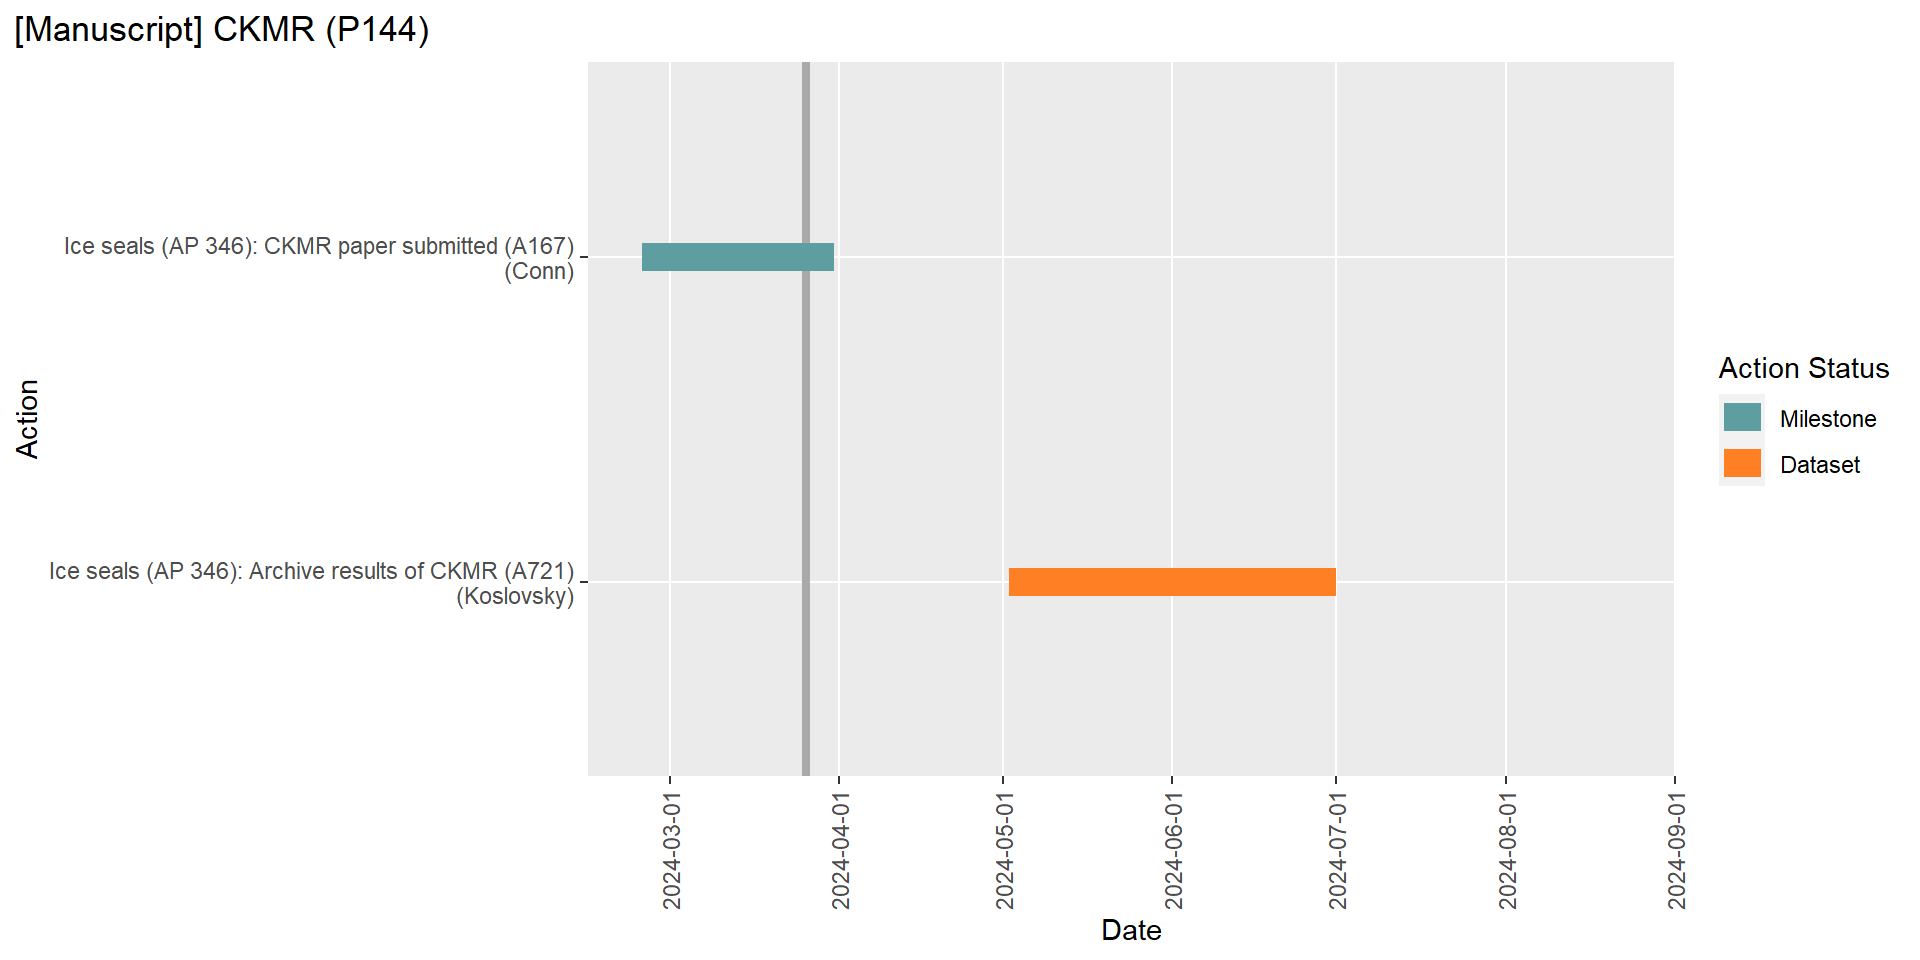 [Manuscript] CKMR (P144)
Ice seals (AP 346): CKMR paper submitted (A167)
(Conn)
Ice seals (AP 346): Archive results of CKMR (A721)
(Koslovsky)
Action
2024-03-01
2024-04-01
2024-05-01
2024-06-01
2024-07-01
2024-08-01
2024-09-01
Date
Action Status
Milestone
Dataset